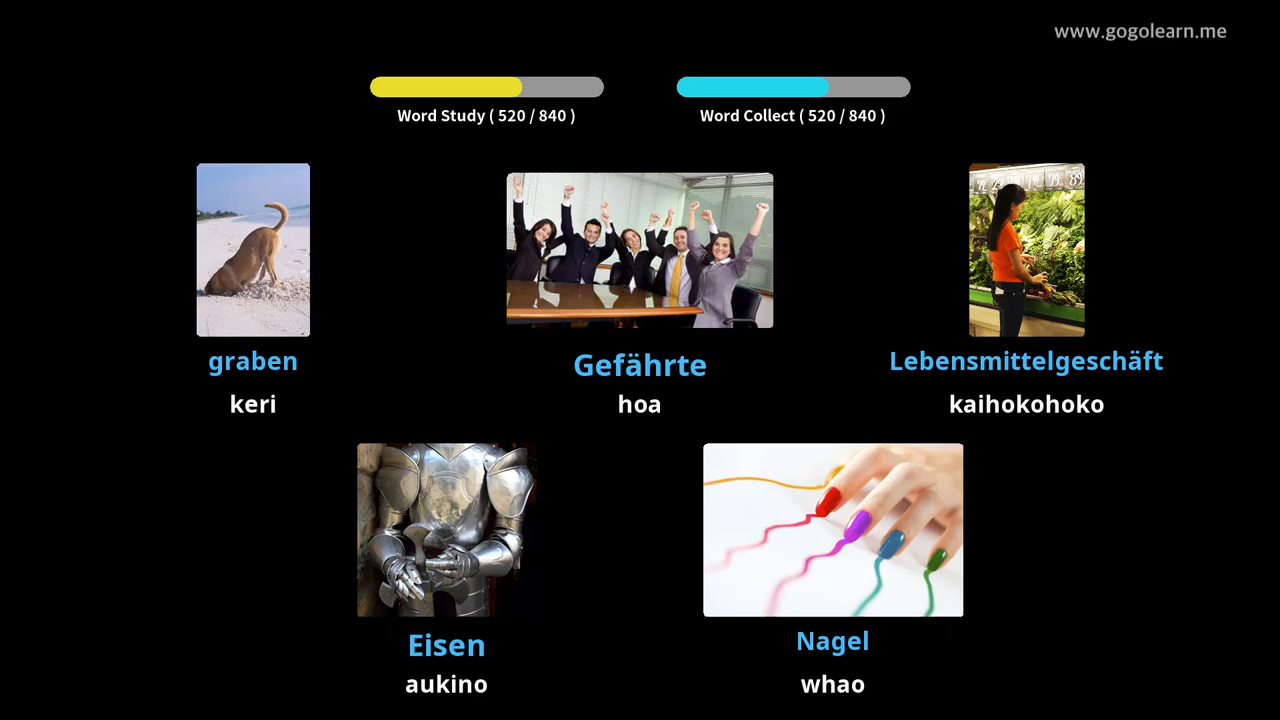 www.gogolearn.me
Word Study ( 520 / 840 )
Word Collect ( 520 / 840 )
graben
keri
Gefährte
hoa
Lebensmittelgeschäft
kaihokohoko
Eisen
aukino
Nagel
whao